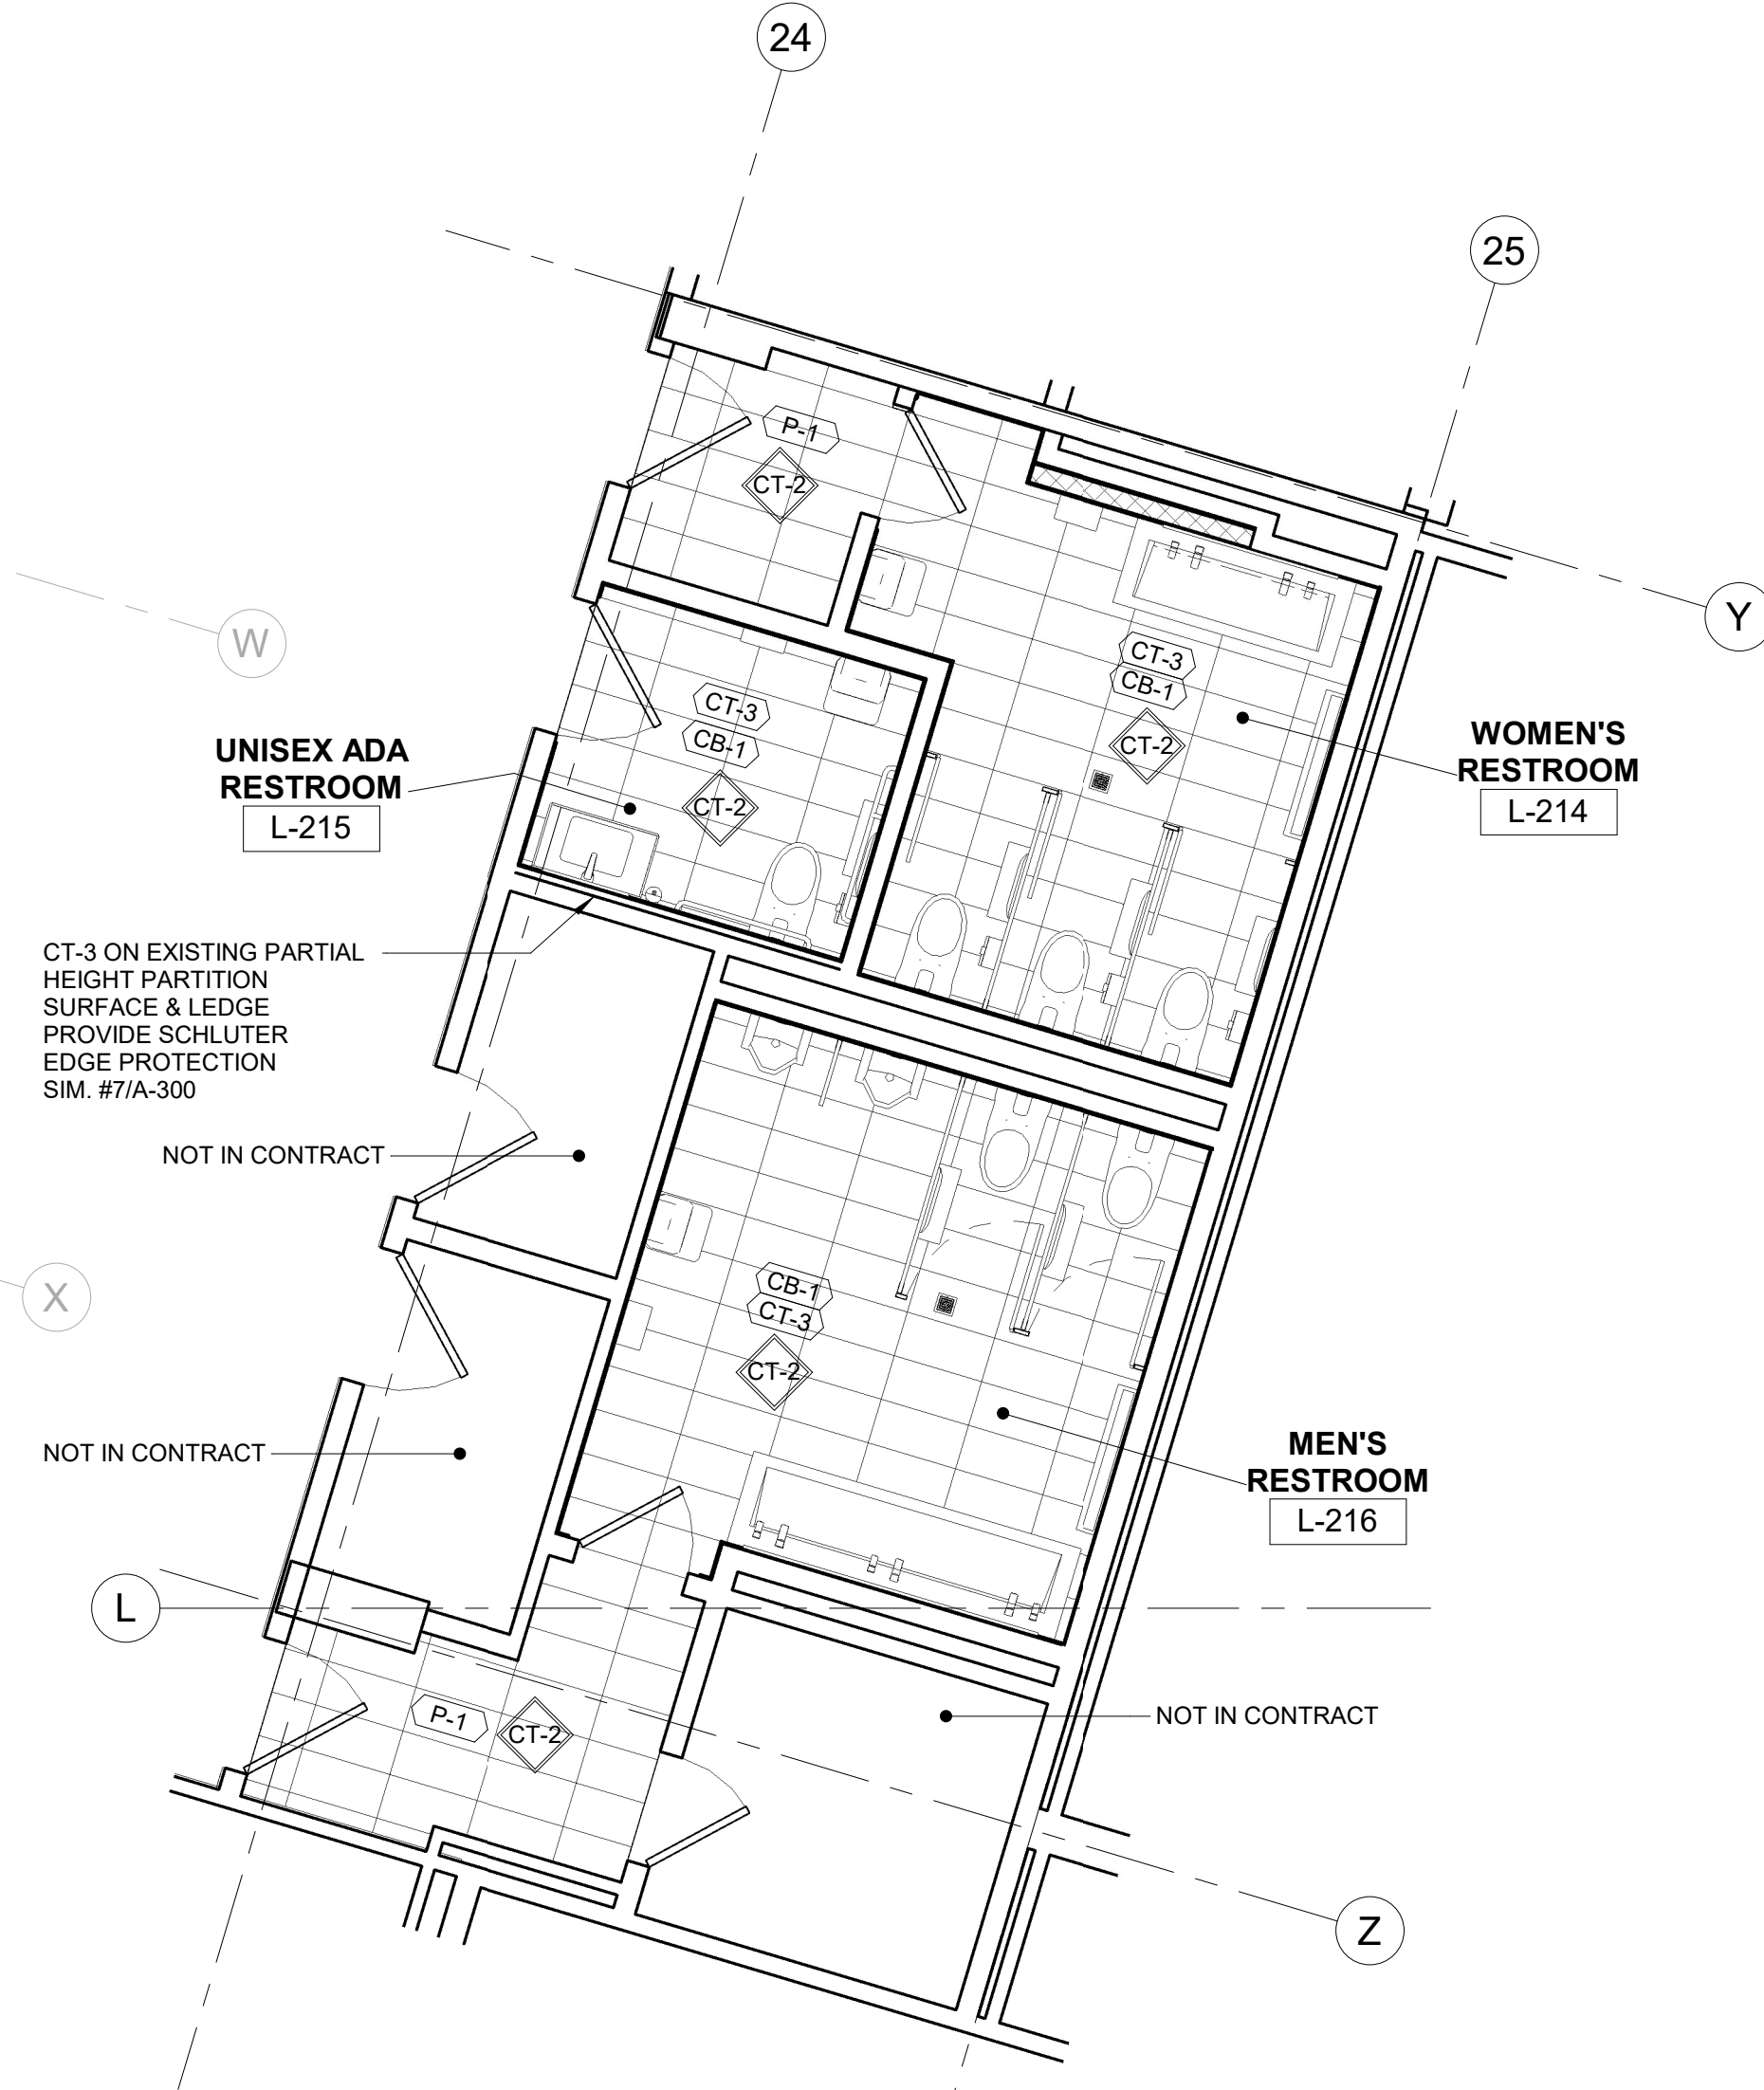 24
25
P-1
CT-2
W
Y
CT-3
CB-1
CT-2
CT-3
CB-1
CT-2
UNISEX ADA
RESTROOM
L-215
WOMEN'S
RESTROOM
L-214
CT-3 ON EXISTING PARTIAL
HEIGHT PARTITION
SURFACE & LEDGE
PROVIDE SCHLUTER
EDGE PROTECTION
SIM. #7/A-300
NOT IN CONTRACT
X
CB-1
CT-3
CT-2
NOT IN CONTRACT
MEN'S
RESTROOM
L-216
L
P-1
CT-2
NOT IN CONTRACT
Z